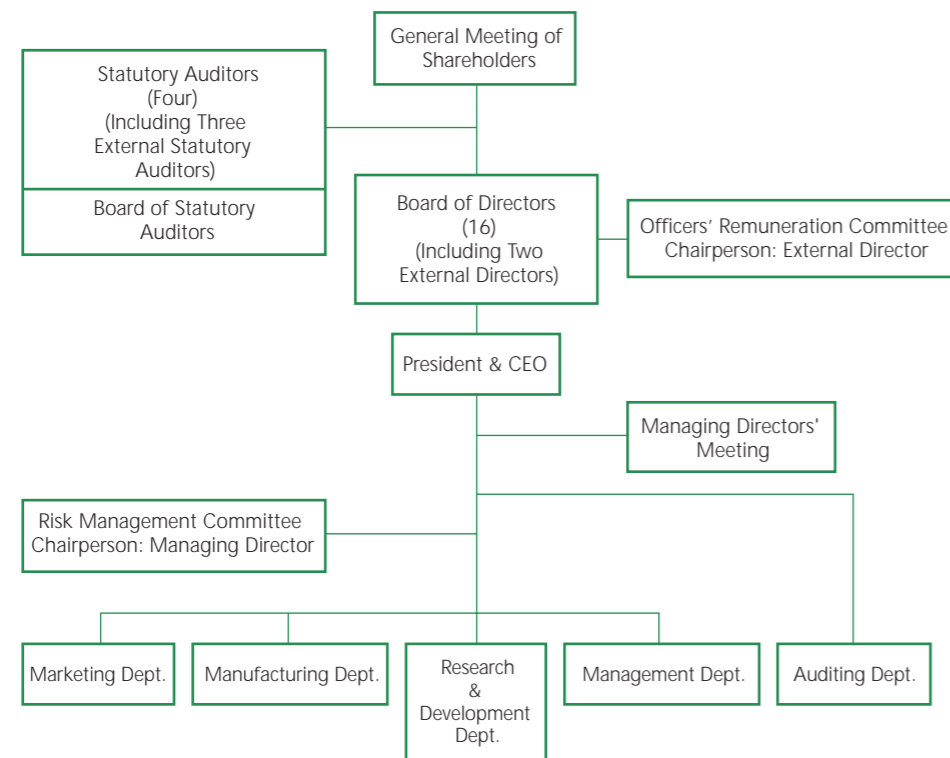 General Meeting of
Shareholders
Statutory Auditors
(Four)
(Including Three
External Statutory
Auditors)
Board of Statutory
Auditors
Board of Directors
(16)
(Including Two
External Directors)
Officers' Remuneration Committee
Chairperson: External Director
President & CEO
Managing Directors'
Meeting
Risk Management Committee
Chairperson: Managing Director
Marketing Dept.
Manufacturing Dept.
Research
&
Development
Dept.
Management Dept.
Auditing Dept.